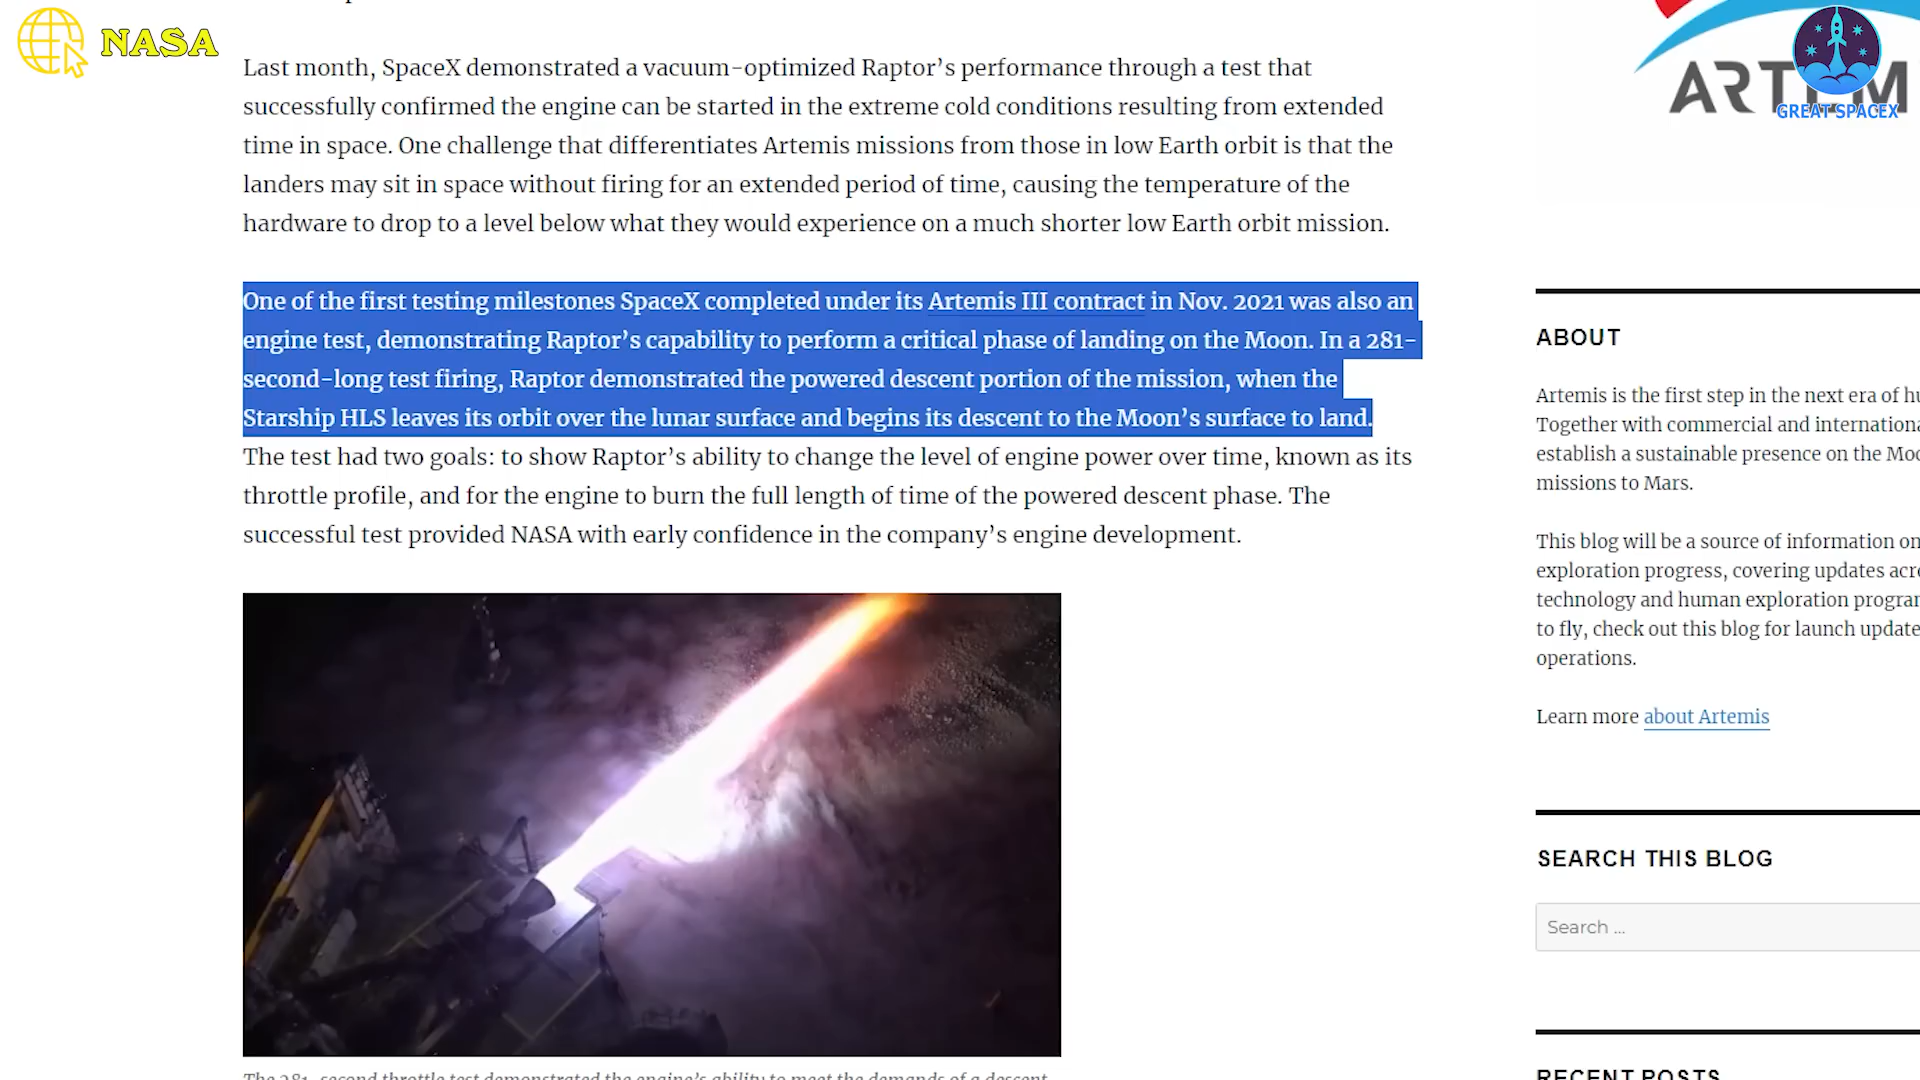 NASA
Last month, SpaceX demonstrated a vacuum-optimized Raptor’s performance through a test that
successfully confirmed the engine can be started in the extreme cold conditions resulting from extended
time in space. One challenge that differentiates Artemis missions from those in low Earth orbit is that the
landers may sit in space without firing for an extended period of time, causing the temperature of the
hardware to drop to a level below what they would experience on a much shorter low Earth orbit mission.
One of the first testing milestones SpaceX completed under its Artemis III contract in Nov. 2021 was also an
engine test, demonstrating Raptor’s capability to perform a critical phase of landing on the Moon. In a 281-
second-long test firing, Raptor demonstrated the powered descent portion of the mission, when the
Starship HLS leaves its orbit over the lunar surface and begins its descent to the Moon’s surface to land.
The test had two goals: to show Raptor’s ability to change the level of engine power over time, known as its
throttle profile, and for the engine to burn the full length of time of the powered descent phase. The
successful test provided NASA with early confidence in the company’s engine development.
The 281-second throttle test demonstrated the engine’s ability to meet the demands of a descent
GREAT SPACEX
ABOUT
Artemis is the first step in the next era of
Together with commercial and
establish a sustainable presence on the
missions to Mars.
This blog will be a source of information on
exploration progress, covering updates
technology and human exploration
to fly, check out this blog for launch
operations.
Learn more about Artemis
SEARCH THIS BLOG
Search ...
RECENT POSTS